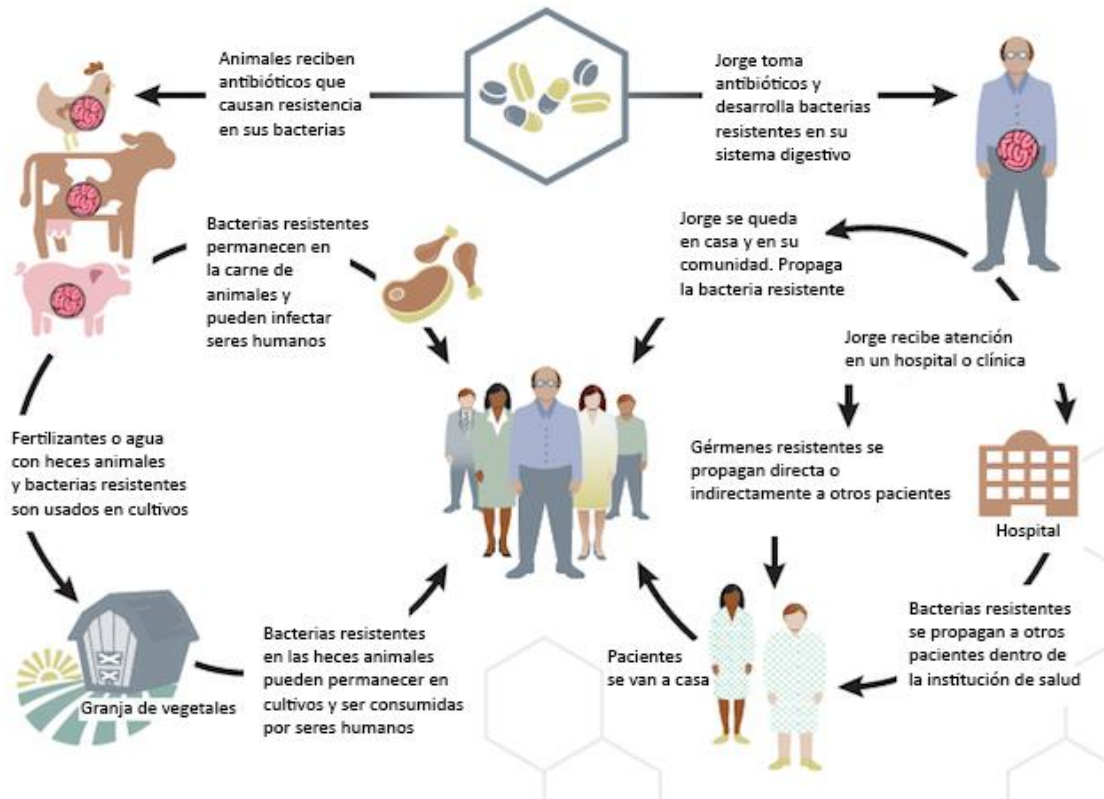 Animales reciben
antibióticos que
causan resistencia
en sus bacterias
Jorge toma
antibióticos y
desarrolla bacterias
resistentes en su
sistema digestivo
Bacterias resistentes
permanecen en
la carne de
animales y
pueden infectar
seres humanos
Jorge se queda
en casa y en su
comunidad. Propaga
la bacteria resistente
Jorge recibe atención
en un hospital o clínica
Fertilizantes o agua
con heces animales
y bacterias resistentes
son usados en cultivos
Gérmenes resistentes se
propagan directa o
indirectamente a otros pacientes
Hospital
Granja de vegetales
Bacterias resistentes
en las heces animales
pueden permanecer en
cultivos y ser consumidas
por seres humanos
Pacientes
se van a casa
Bacterias resistentes
se propagan a otros
pacientes dentro de
la institución de salud